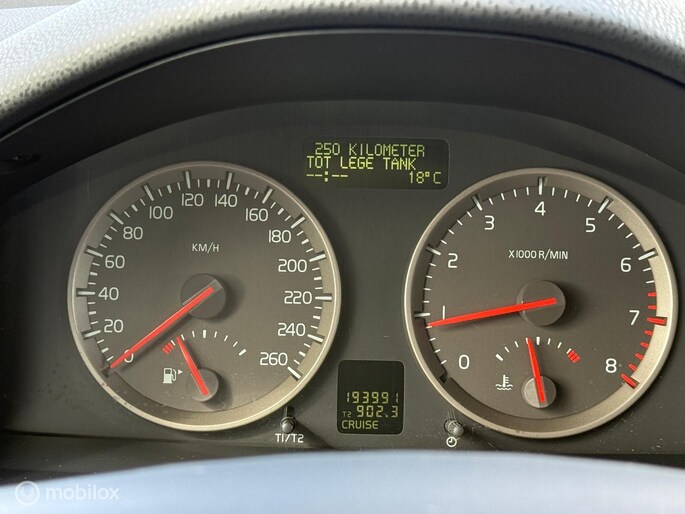 250 KILOMETER
TOT LEGE TANK
--:-- 18°C
0 20 40 60 80 100 120 140 160 180 200 220 240 260
KM/H
0 1 2 3 4 5 6 7 8
X1000 R/MIN
193991
T2 902.3
CRUISE
T1/T2
mobilox